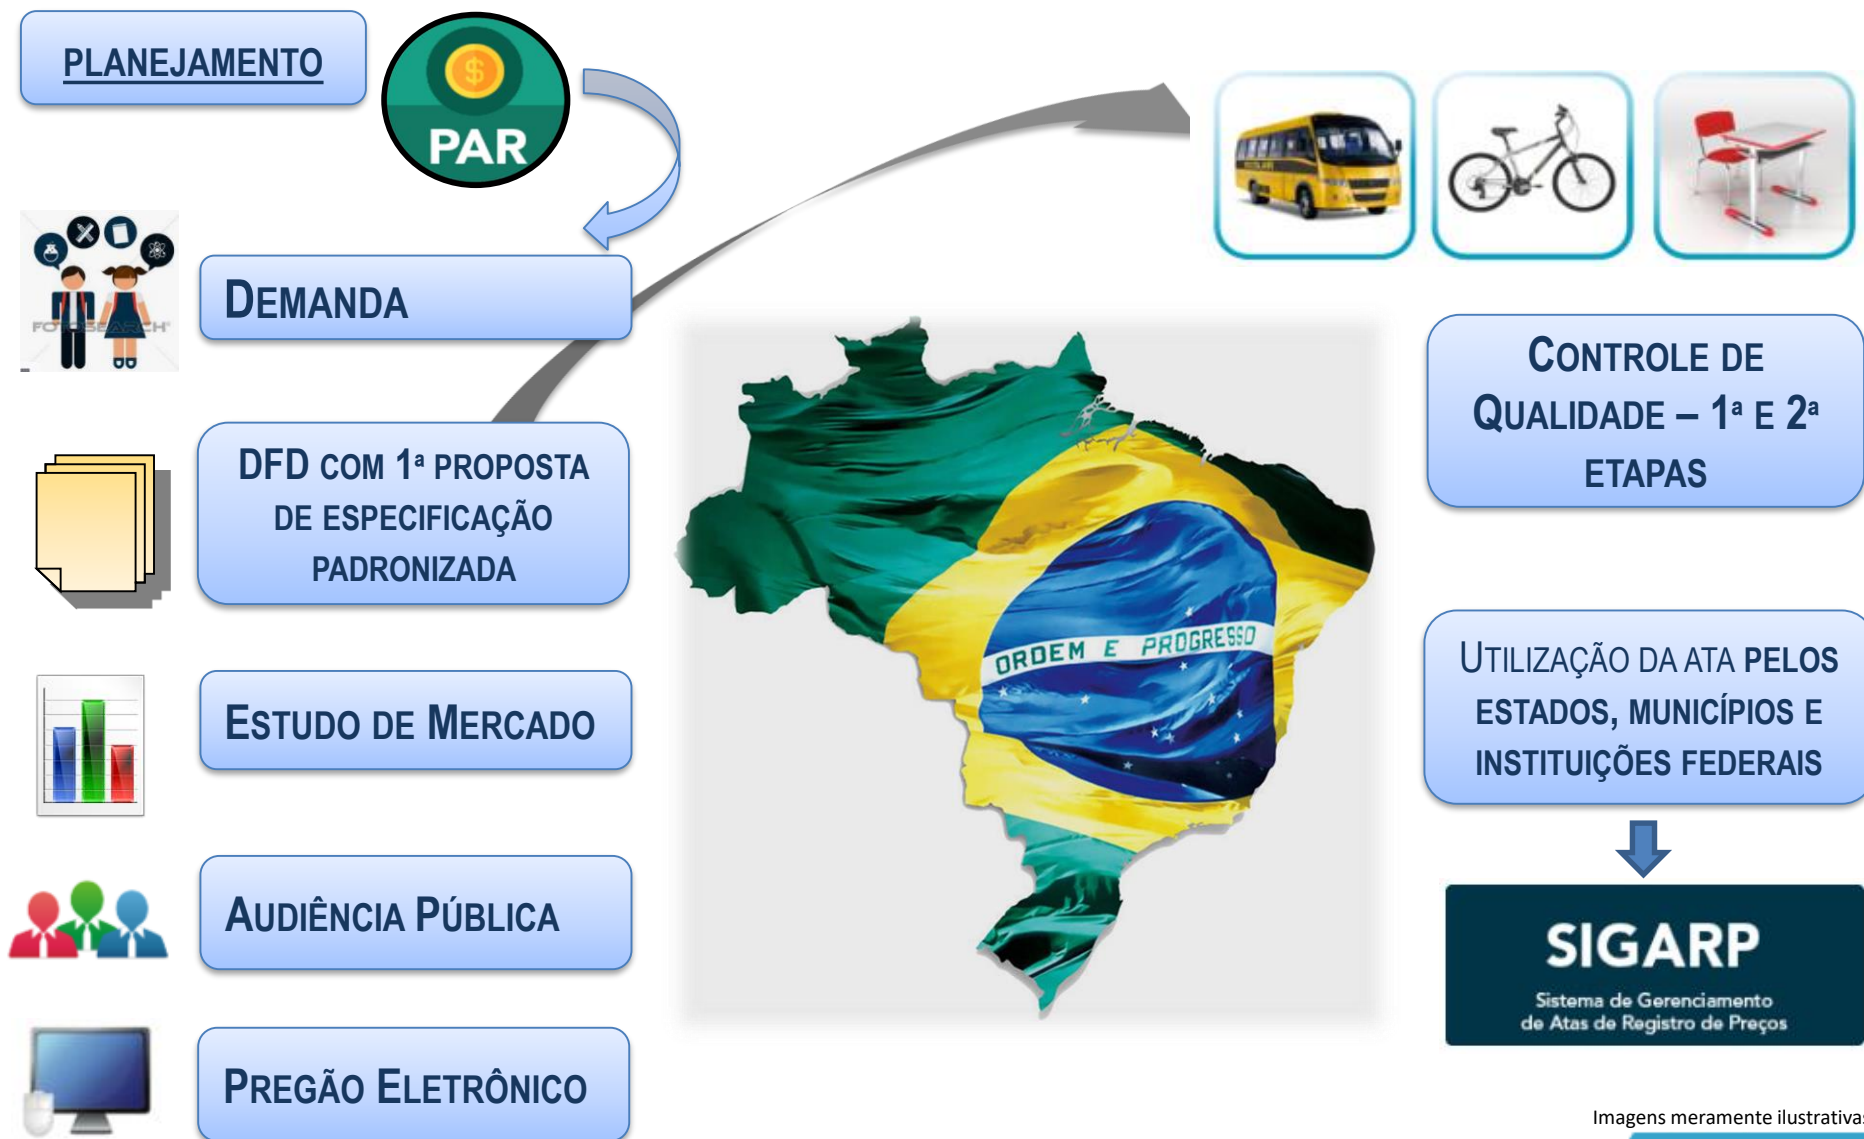 PLANEJAMENTO
PAR
FOTOSEARCH®
DEMANDA
DFD COM 1ª PROPOSTA
DE ESPECIFICAÇÃO
PADRONIZADA
ESTUDO DE MERCADO
AUDIÊNCIA PÚBLICA
PREGÃO ELETRÔNICO
ORDEM E PROGRESSO
CONTROLE DE
QUALIDADE – 1ª E 2ª
ETAPAS
UTILIZAÇÃO DA ATA PELOS
ESTADOS, MUNICÍPIOS E
INSTITUIÇÕES FEDERAIS
SIGARP
Sistema de Gerenciamento
de Atas de Registro de Preços
Imagens meramente ilustrativas